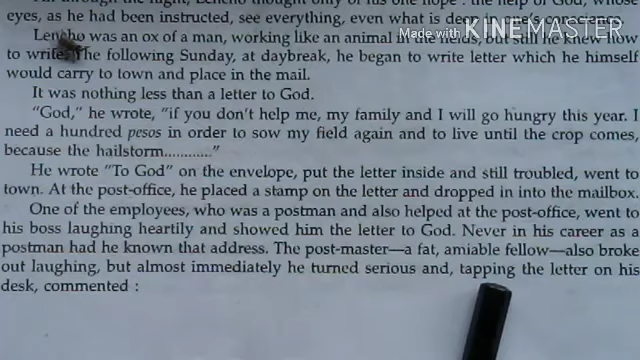 All through the night, Lencho thought only of his one hope : the help of God, whose
eyes, as he had been instructed, see everything, even what is deep in one's conscience.
Lencho was an ox of a man, working like an animal in the fields, but still he knew how
to write. The following Sunday, at daybreak, he began to write letter which he himself
would carry to town and place in the mail.
It was nothing less than a letter to God.
"God," he wrote, "if you don't help me, my family and I will go hungry this year. I
need a hundred pesos in order to sow my field again and to live until the crop comes,
because the hailstorm............"
He wrote "To God" on the envelope, put the letter inside and still troubled, went to
town. At the post-office, he placed a stamp on the letter and dropped in into the mailbox.
One of the employees, who was a postman and also helped at the post-office, went to
his boss laughing heartily and showed him the letter to God. Never in his career as a
postman had he known that address. The post-master—a fat, amiable fellow—also broke
out laughing, but almost immediately he turned serious and, tapping the letter on his
desk, commented :
Made with KINEMASTER